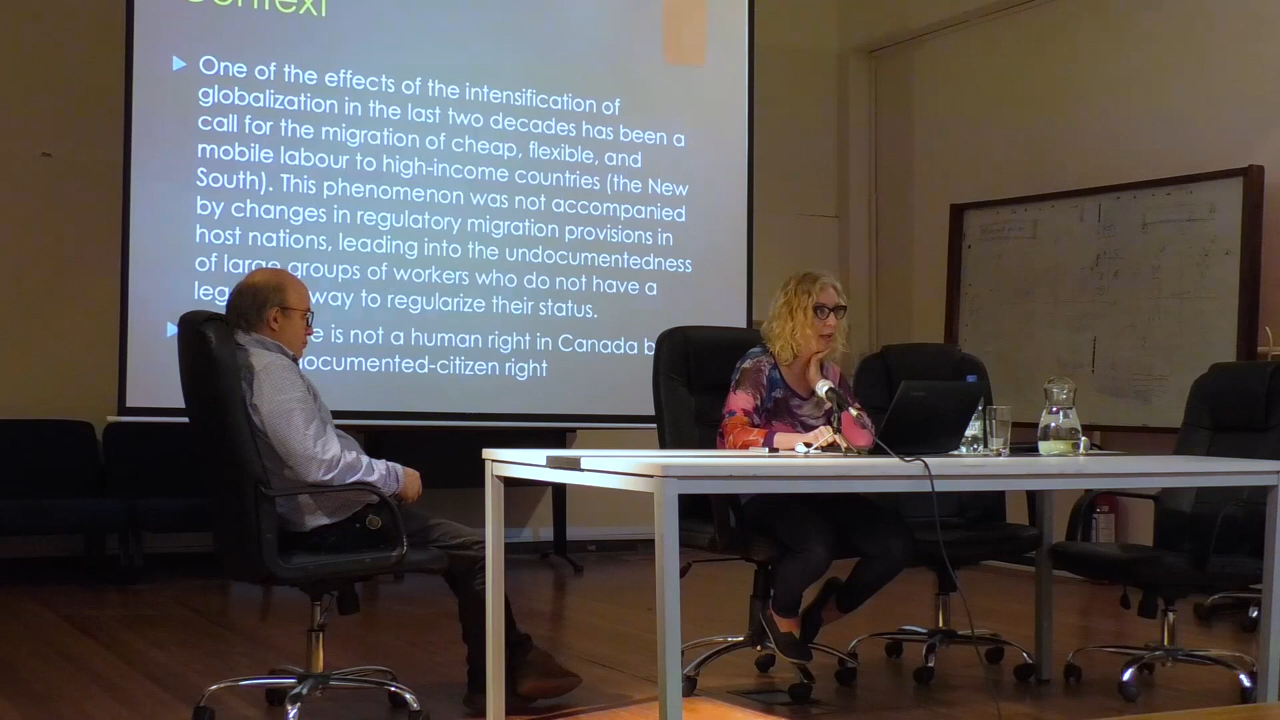 Context
One of the effects of the intensification of
globalization in the last two decades has been a
call for the migration of cheap, flexible, and
mobile labour to high-income countries (the New
South). This phenomenon was not accompanied
by changes in regulatory migration provisions in
host nations, leading into the undocumentedness
of large groups of workers who do not have a
way to regularize their status.
is not a human right in Canada
documented-citizen right